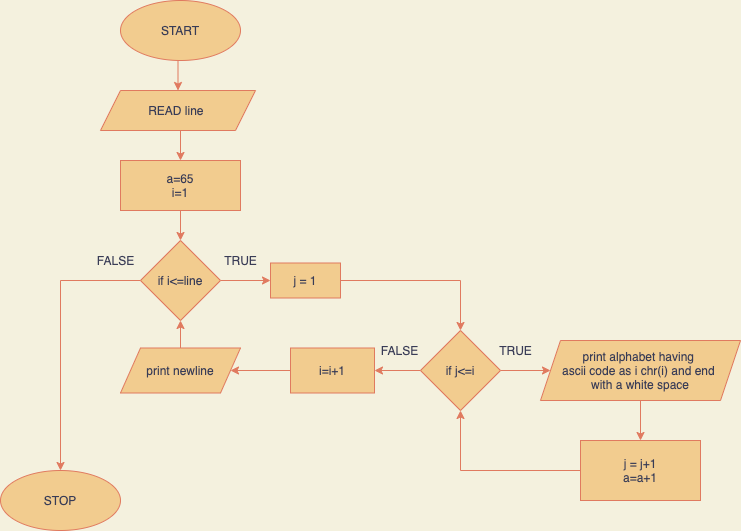 START
READ line
a=65
i=1
FALSE
TRUE
if i<=line
j = 1
FALSE
TRUE
print newline
i=i+1
if j<=i
print alphabet having
ascii code as i chr(i) and end
with a white space
j = j+1
a=a+1
STOP